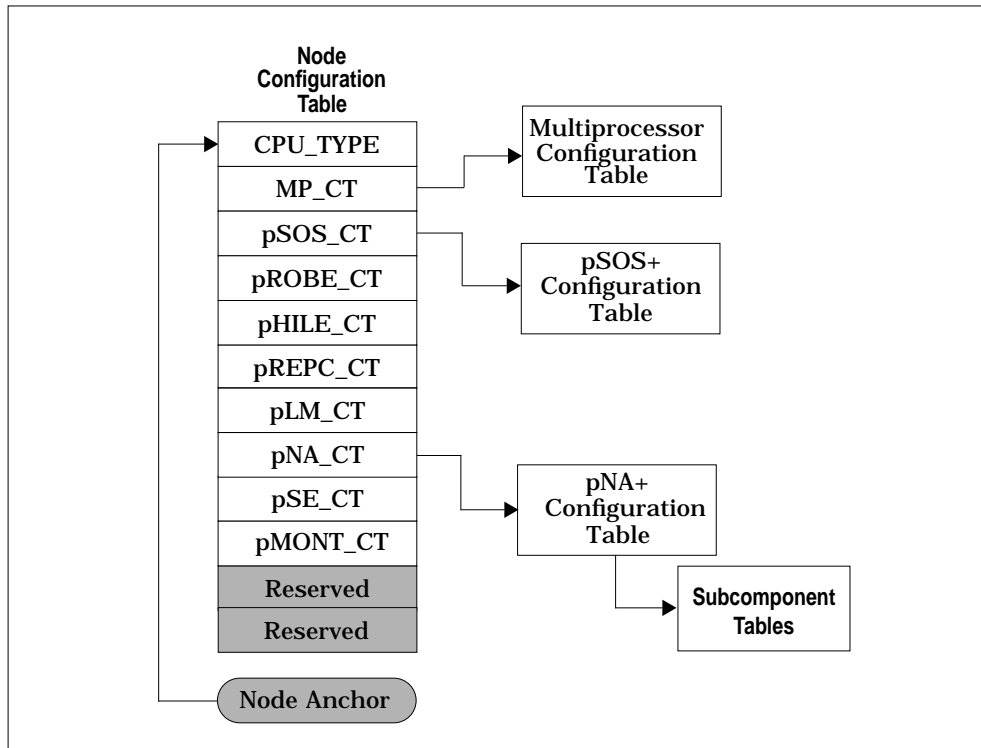 Node
Configuration
Table
CPU_TYPE
MP_CT
pSOS_CT
pROBE_CT
pHILE_CT
pREPC_CT
pLM_CT
pNA_CT
pSE_CT
pMONT_CT
Reserved
Reserved
Node Anchor
Multiprocessor
Configuration
Table
pSOS+
Configuration
Table
pNA+
Configuration
Table
Subcomponent
Tables